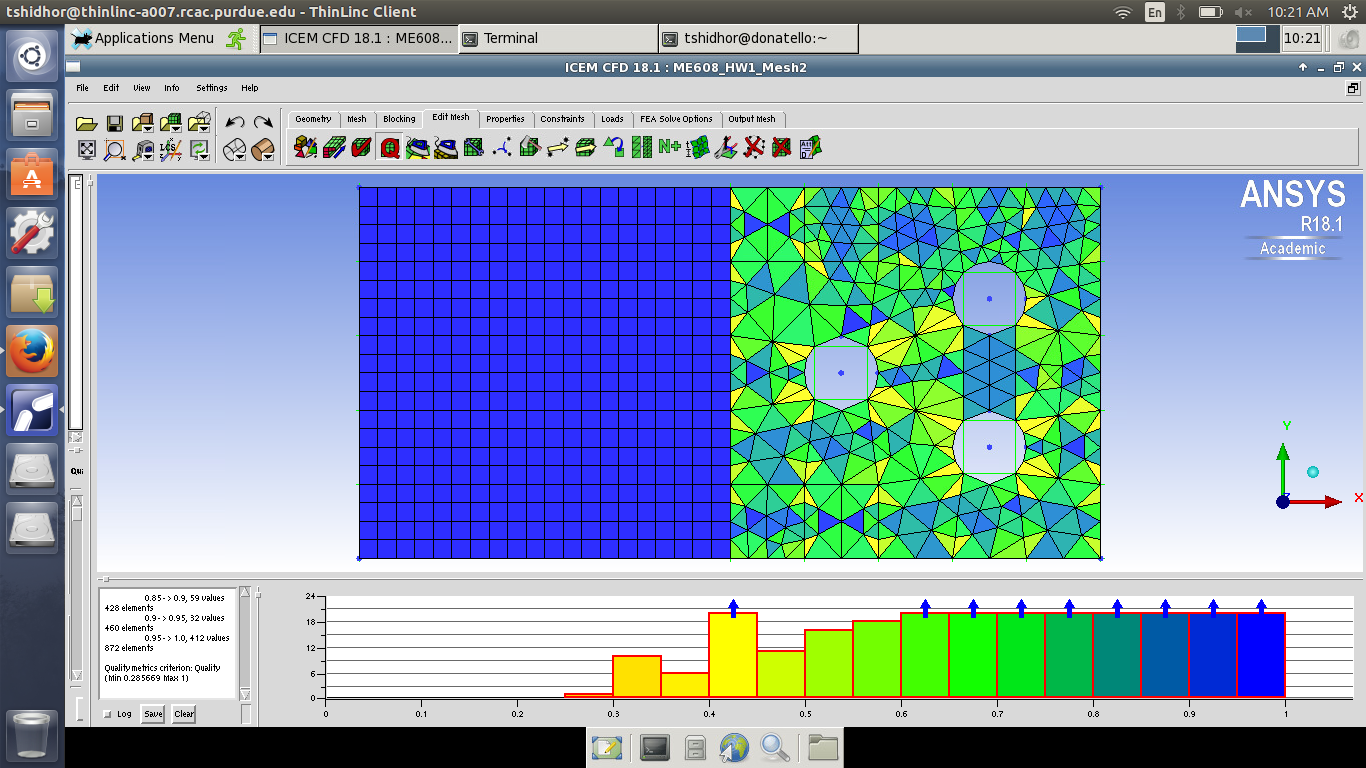 tshidhor@thinlinc-a007.rcac.purdue.edu - ThinLinc Client
En
10:21 AM
Applications Menu
ICEM CFD 18.1 : ME608...
Terminal
tshidhor@donatello:~
10:21
ICEM CFD 18.1 : ME608_HW1_Mesh2
File Edit View Info Settings Help
Geometry Mesh Blocking Edit Mesh Properties Constraints Loads FEA Solve Options Output Mesh
LCS
N+
ANSYS
R18.1
Academic
Y
X
Qu
0.85-> 0.9, 59 values
428 elements
0.9-> 0.95, 32 values
460 elements
0.95-> 1.0, 412 values
872 elements
Quality metrics criterion: Quality
(Min 0.285669 Max 1)
Log Save Clear
24
18
12
6
0
0 0.1 0.2 0.3 0.4 0.5 0.6 0.7 0.8 0.9 1